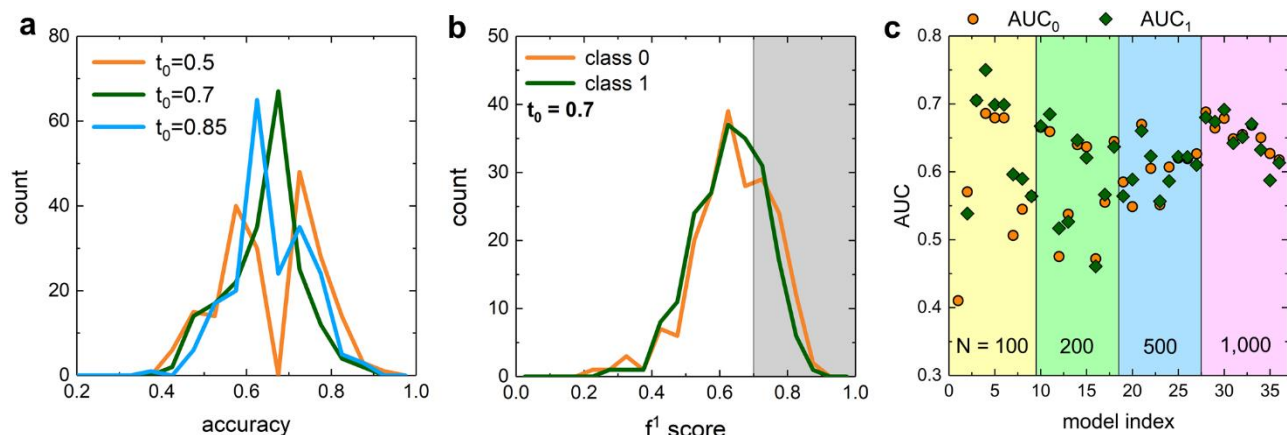 a
t₀=0.5
t₀=0.7
t₀=0.85
count
80
60
40
20
0
0.2 0.4 0.6 0.8 1.0
accuracy
b
class 0
class 1
t₀ = 0.7
count
50
40
30
20
10
0
0.0 0.2 0.4 0.6 0.8 1.0
f¹ score
c
AUC₀ AUC₁
AUC
0.8
0.7
0.6
0.5
0.4
0.3
N = 100 200 500 1,000
0 5 10 15 20 25 30 35
model index